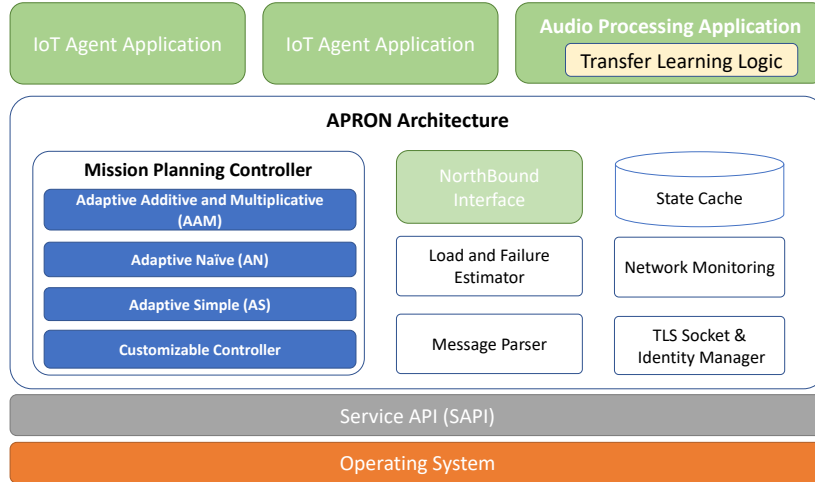 IoT Agent Application
IoT Agent Application
Audio Processing Application
Transfer Learning Logic
APRON Architecture
Mission Planning Controller
Adaptive Additive and Multiplicative
(AAM)
Adaptive Naïve (AN)
Adaptive Simple (AS)
Customizable Controller
NorthBound
Interface
Load and Failure
Estimator
Message Parser
State Cache
Network Monitoring
TLS Socket &
Identity Manager
Service API (SAPI)
Operating System